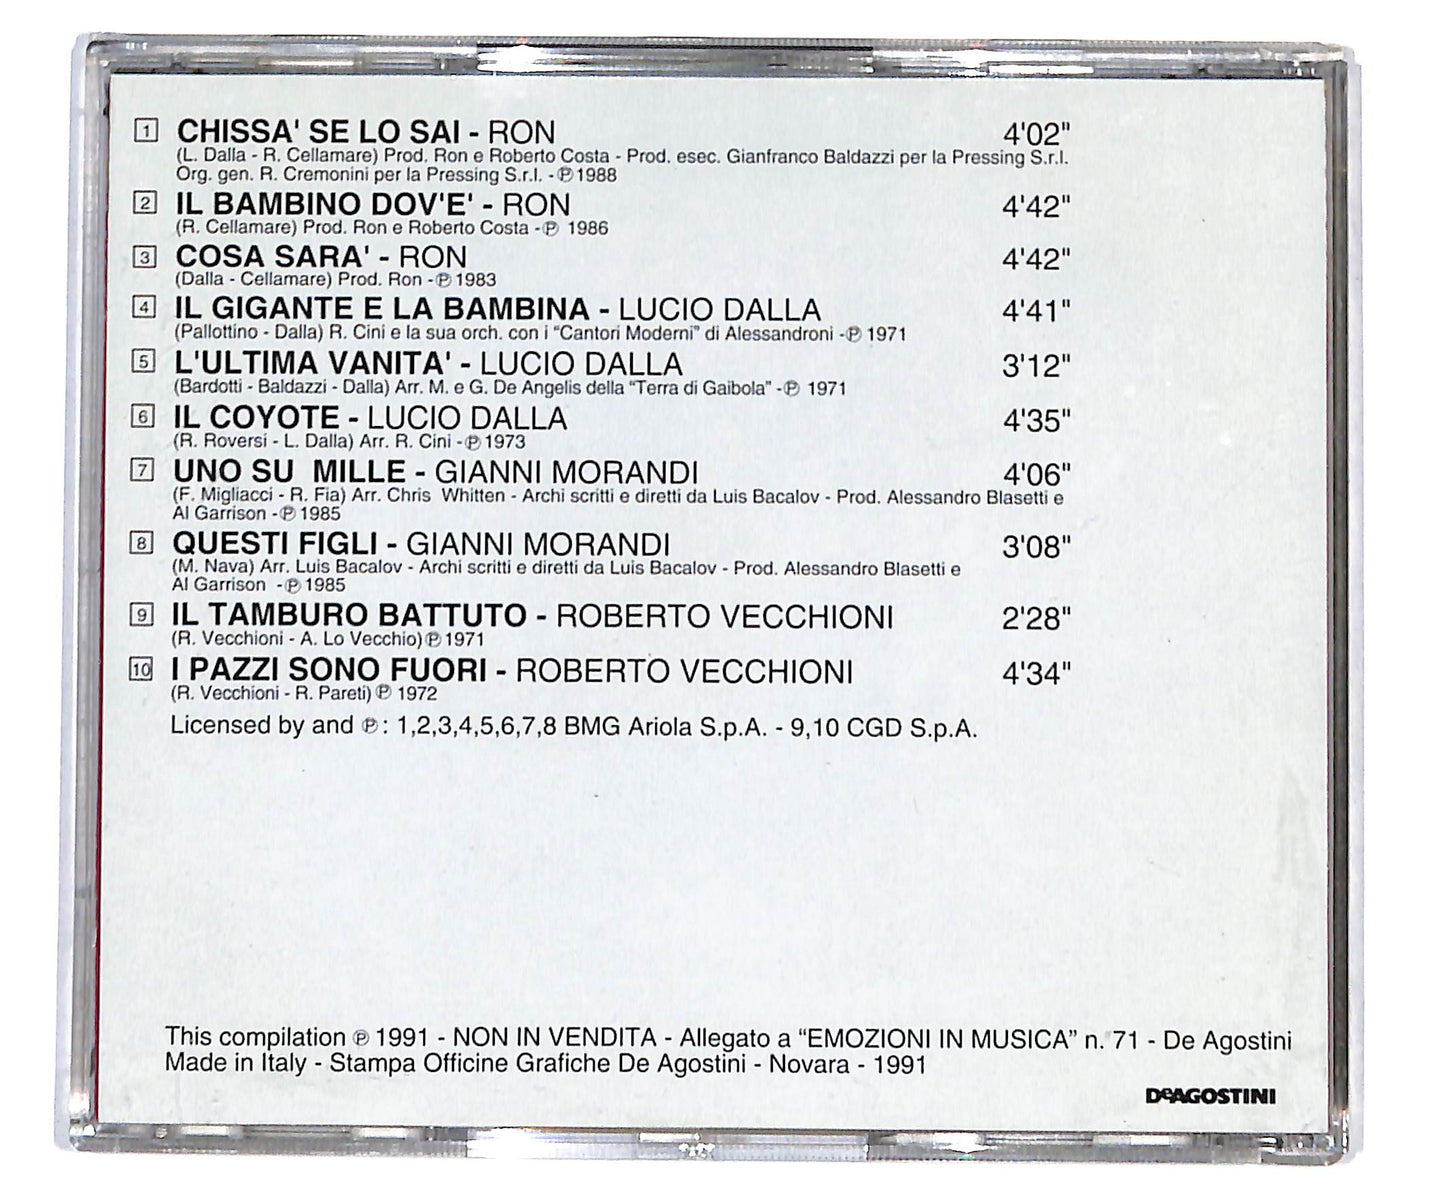 1 CHISSA' SE LO SAI - RON 4'02"
(L. Dalla - R. Cellamare) Prod. Ron e Roberto Costa - Prod. esec. Gianfranco Baldazzi per la Pressing S.r.l.
Org. gen. R. Cremonini per la Pressing S.r.l. - ℗ 1988
2 IL BAMBINO DOV'E' - RON 4'42"
(R. Cellamare) Prod. Ron e Roberto Costa - ℗ 1986
3 COSA SARA' - RON 4'42"
(Dalla - Cellamare) Prod. Ron - ℗ 1983
4 IL GIGANTE E LA BAMBINA - LUCIO DALLA 4'41"
(Pallottino - Dalla) R. Cini e la sua orch. con i “Cantori Moderni” di Alessandroni - ℗ 1971
5 L'ULTIMA VANITA' - LUCIO DALLA 3'12"
(Bardotti - Baldazzi - Dalla) Arr. M. e G. De Angelis della “Terra di Gaibola” - ℗ 1971
6 IL COYOTE - LUCIO DALLA 4'35"
(R. Roversi - L. Dalla) Arr. R. Cini - ℗ 1973
7 UNO SU MILLE - GIANNI MORANDI 4'06"
(F. Migliacci - R. Fia) Arr. Chris Whitten - Archi scritti e diretti da Luis Bacalov - Prod. Alessandro Blasetti e
Al Garrison - ℗ 1985
8 QUESTI FIGLI - GIANNI MORANDI 3'08"
(M. Nava) Arr. Luis Bacalov - Archi scritti e diretti da Luis Bacalov - Prod. Alessandro Blasetti e
Al Garrison - ℗ 1985
9 IL TAMBURO BATTUTO - ROBERTO VECCHIONI 2'28"
(R. Vecchioni - A. Lo Vecchio) ℗ 1971
10 I PAZZI SONO FUORI - ROBERTO VECCHIONI 4'34"
(R. Vecchioni - R. Pareti) ℗ 1972
Licensed by and ℗ : 1,2,3,4,5,6,7,8 BMG Ariola S.p.A. - 9,10 CGD S.p.A.
This compilation ℗ 1991 - NON IN VENDITA - Allegato a “EMOZIONI IN MUSICA” n. 71 - De Agostini
Made in Italy - Stampa Officine Grafiche De Agostini - Novara - 1991
DeAGOSTINI